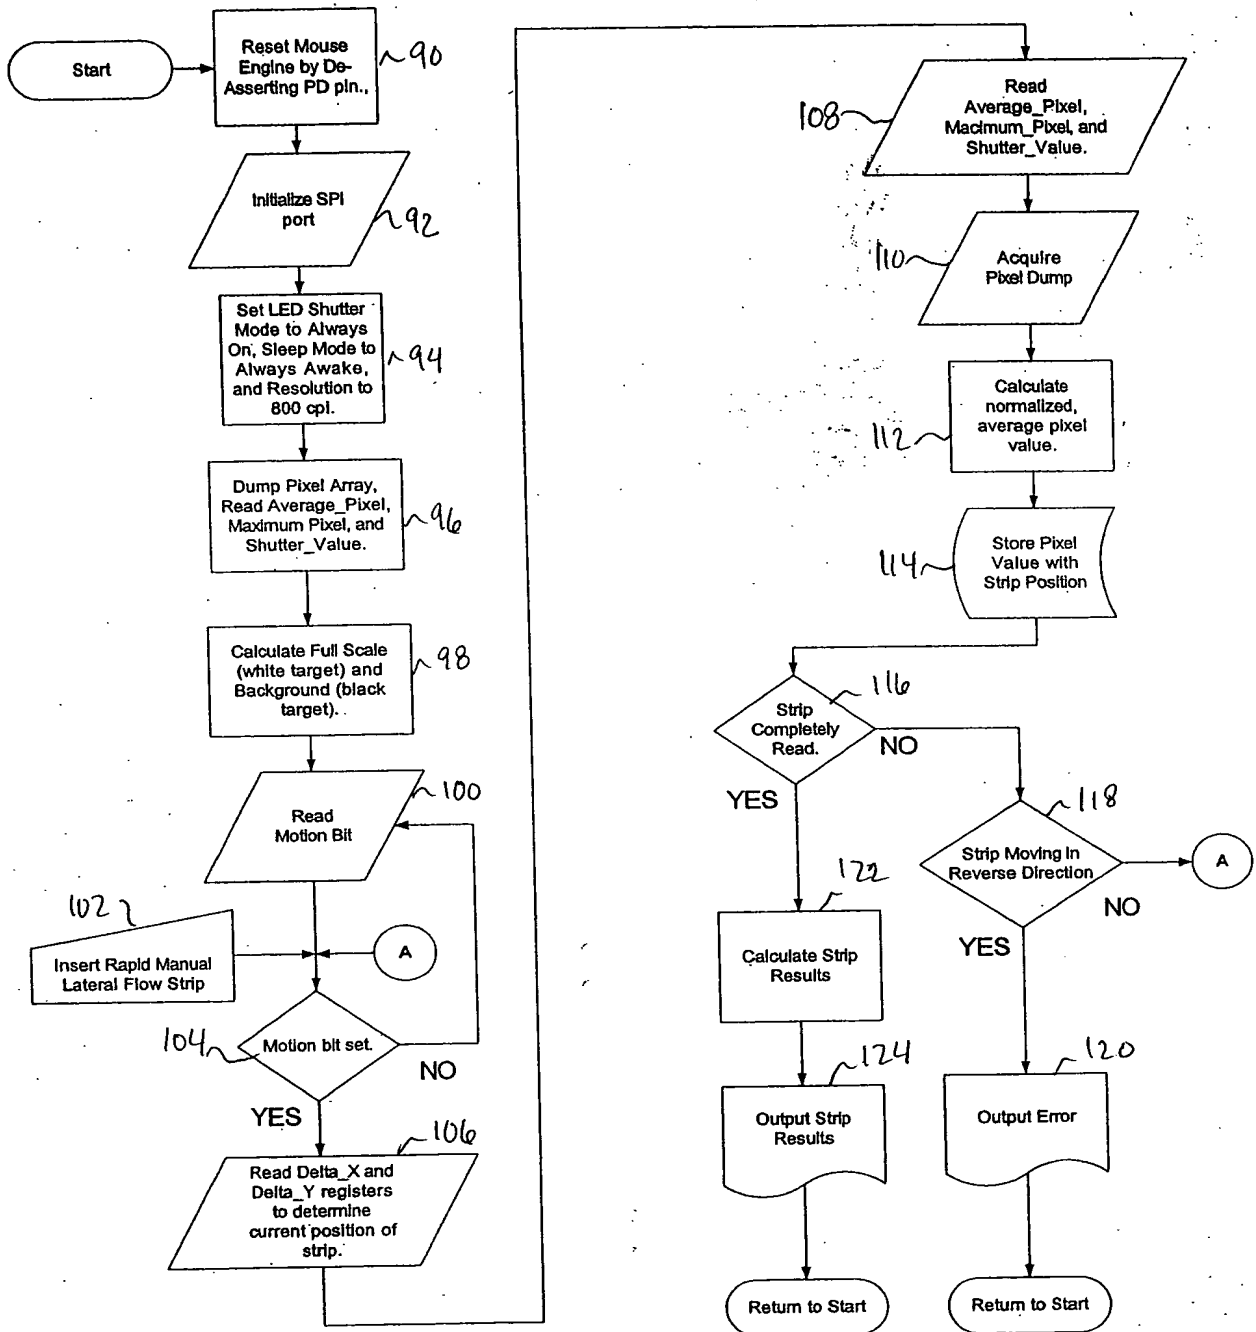 Start
Reset Mouse
Engine by De-
Asserting PD pin.,
90
Initialize SPI
port
92
Set LED Shutter
Mode to Always
On, Sleep Mode to
Always Awake,
and Resolution to
800 cpi.
94
Dump Pixel Array,
Read Average_Pixel,
Maximum Pixel, and
Shutter_Value.
96
Calculate Full Scale
(white target) and
Background (black
target).
98
Read
Motion Bit
100
102
Insert Rapid Manual
Lateral Flow Strip
A
104
Motion bit set.
NO
YES
106
Read Delta_X and
Delta_Y registers
to determine
current position of
strip.
108
Read
Average_Pixel,
Macimum_Pixel, and
Shutter_Value.
110
Acquire
Pixel Dump
112
Calculate
normalized,
average pixel
value.
114
Store Pixel
Value with
Strip Position
116
Strip
Completely
Read.
NO
YES
118
Strip Moving In
Reverse Direction
A
NO
YES
122
Calculate Strip
Results
124
Output Strip
Results
120
Output Error
Return to Start
Return to Start